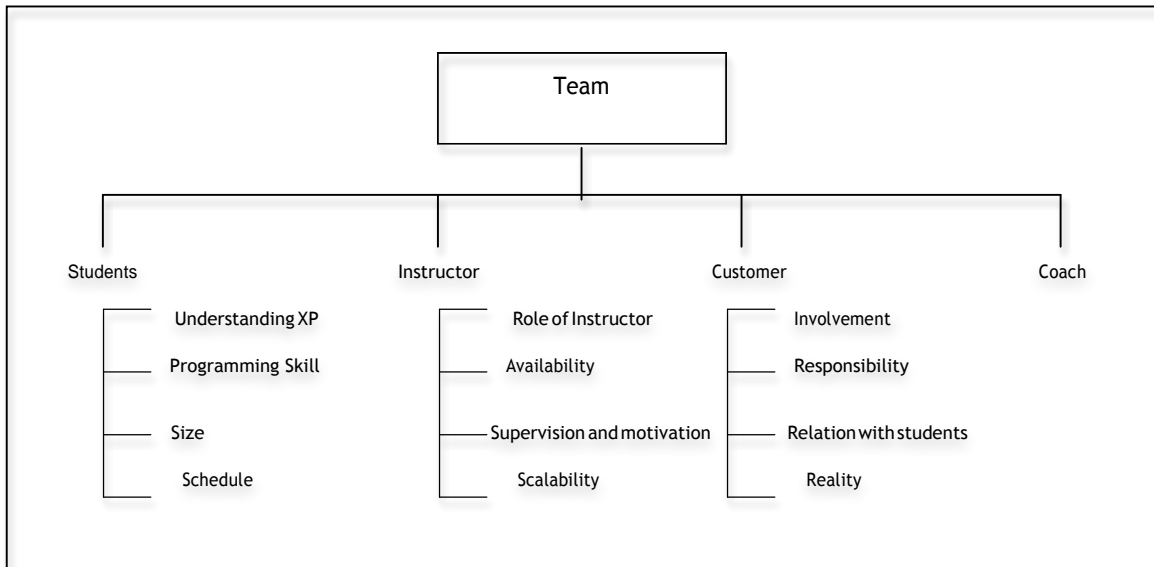 Team
Students
Instructor
Customer
Coach
Understanding XP
Programming Skill
Size
Schedule
Role of Instructor
Availability
Supervision and motivation
Scalability
Involvement
Responsibility
Relation with students
Reality